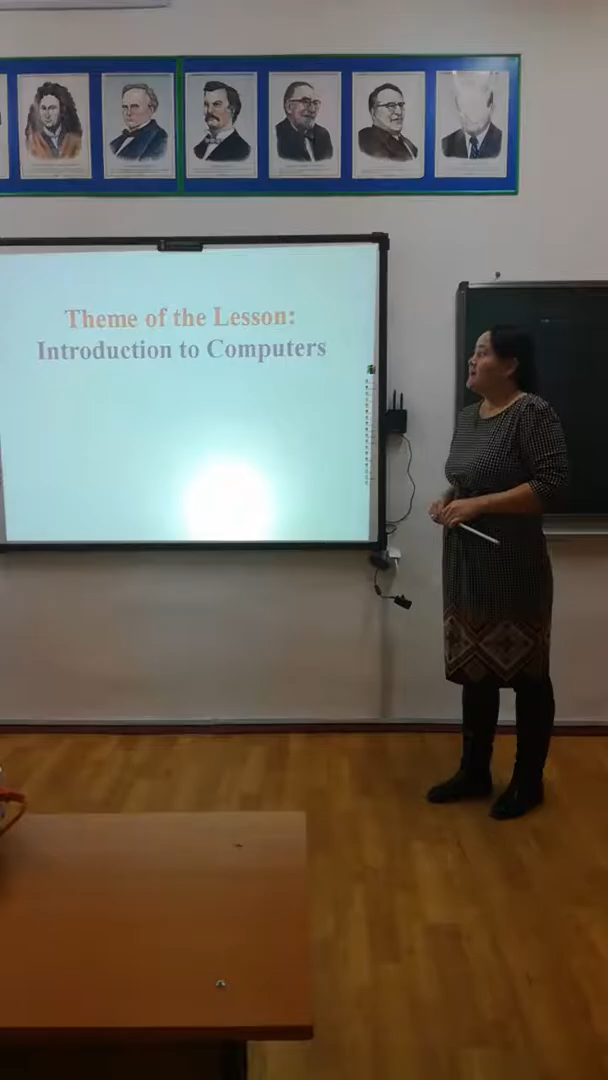 Theme of the Lesson:
Introduction to Computers